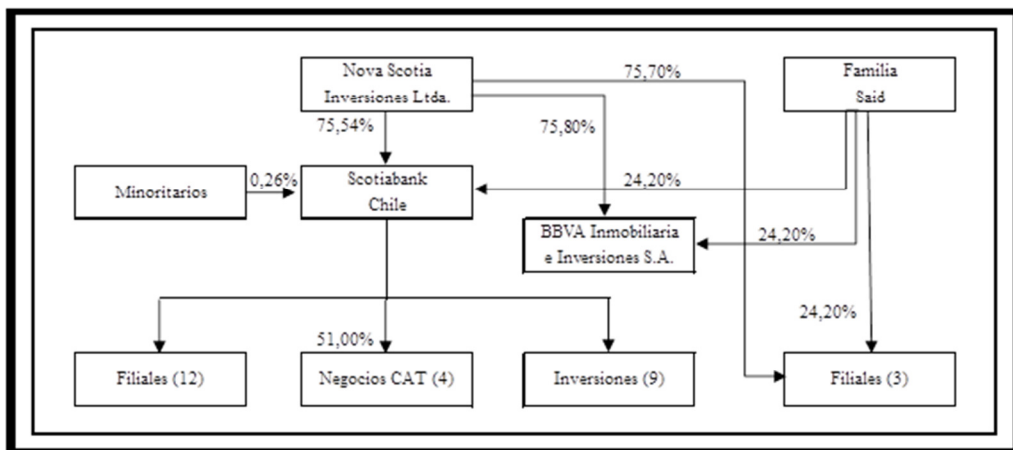 Nova Scotia
Inversiones Ltda.
75,70%
Familia
Said
75,54%
75,80%
Minoritarios
0,26%
Scotiabank
Chile
24,20%
BBVA Inmobiliaria
e Inversiones S.A.
24,20%
51,00%
24,20%
Filiales (12)
Negocios CAT (4)
Inversiones (9)
Filiales (3)